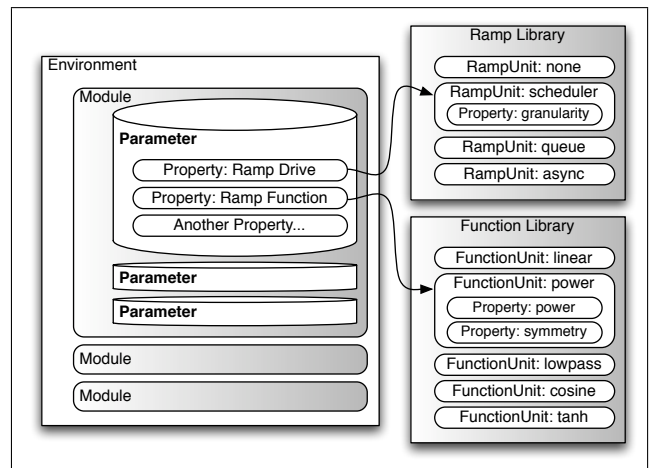 Environment
Module
Parameter
Property: Ramp Drive
Property: Ramp Function
Another Property...
Parameter
Parameter
Module
Module
Ramp Library
RampUnit: none
RampUnit: scheduler
Property: granularity
RampUnit: queue
RampUnit: async
Function Library
FunctionUnit: linear
FunctionUnit: power
Property: power
Property: symmetry
FunctionUnit: lowpass
FunctionUnit: cosine
FunctionUnit: tanh